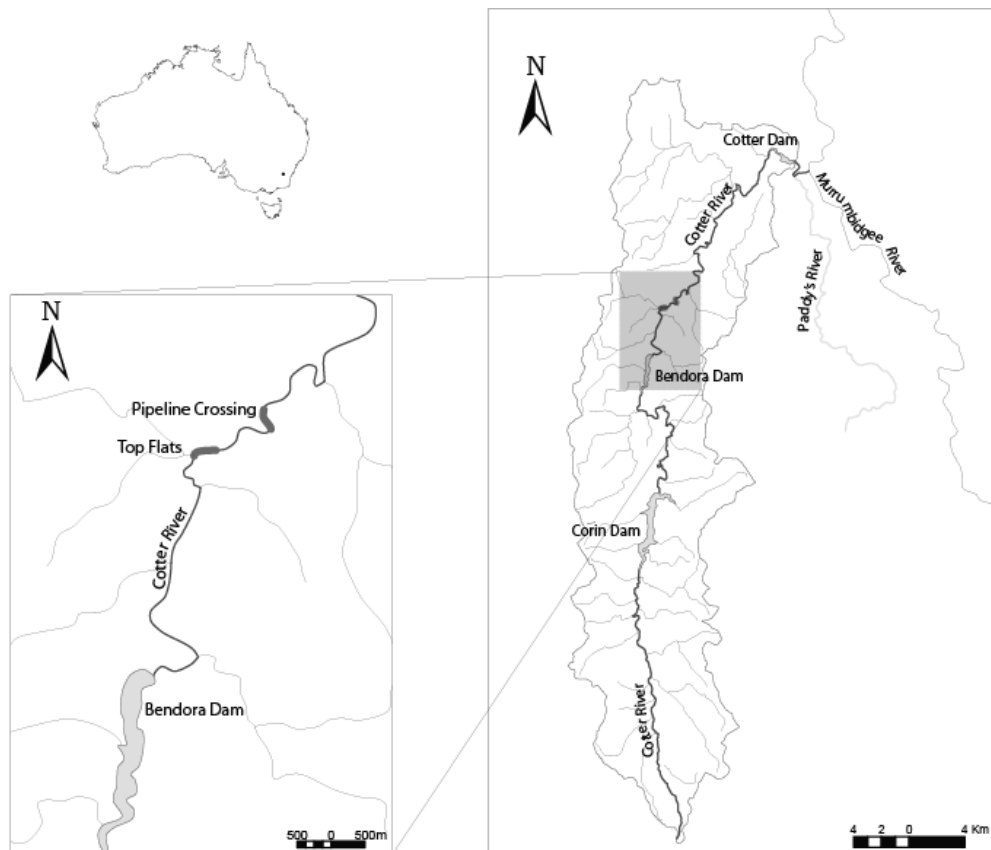 N
Pipeline Crossing
Top Flats
Cotter River
Bendora Dam
500 0 500m
N
Cotter Dam
Cotter River
Murrumbidgee River
Paddy's River
Bendora Dam
Corin Dam
Cotter River
4 2 0 4 Km